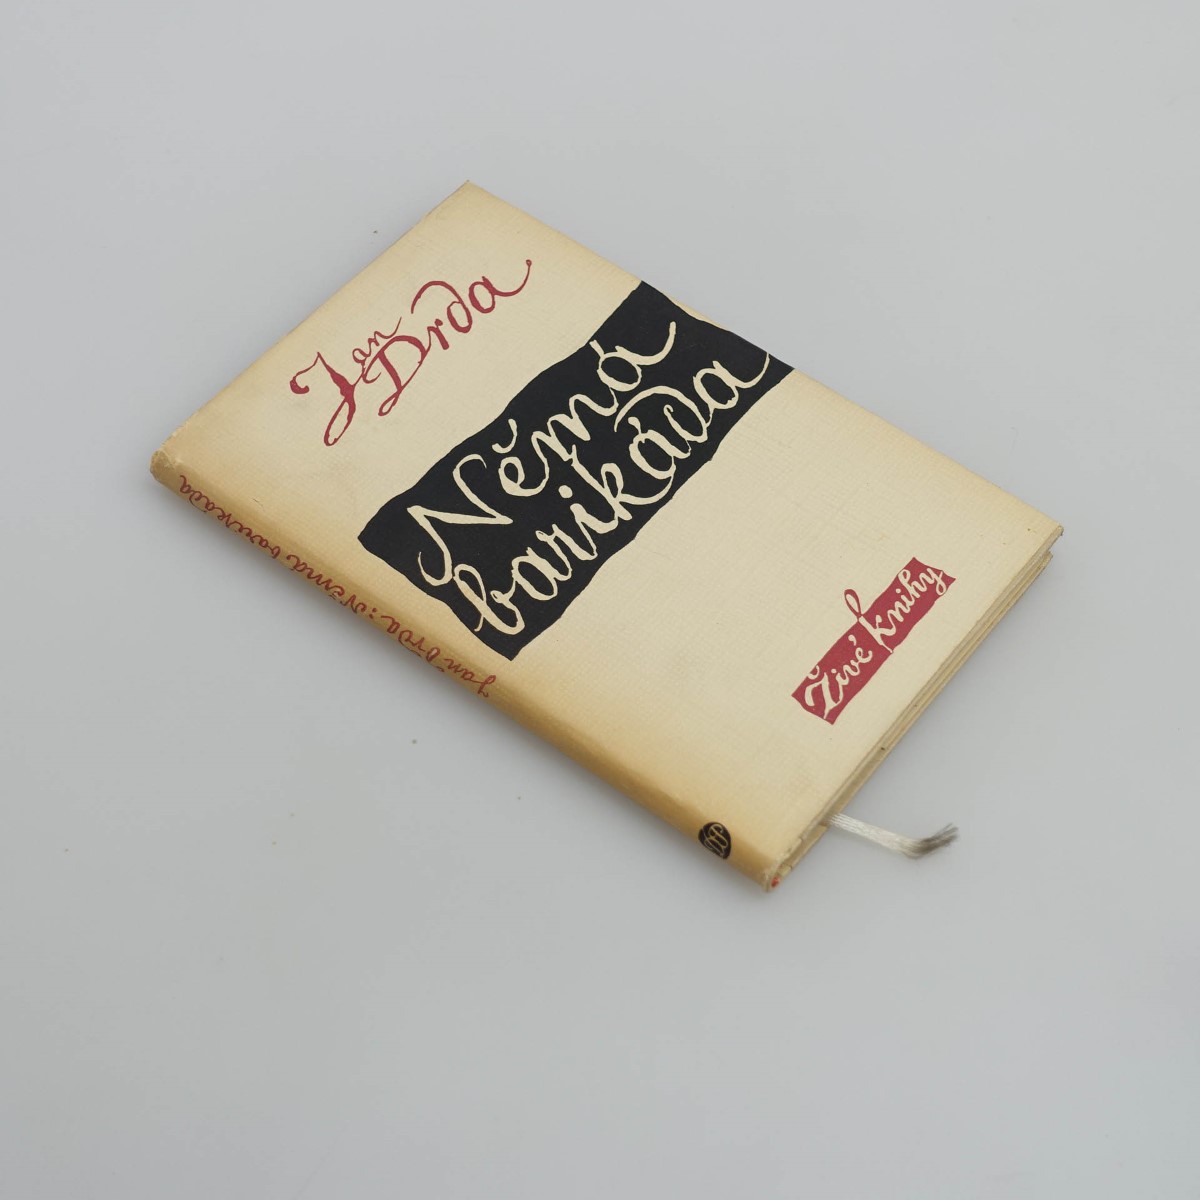 Jan
Drda
Němá
barikáda
Živé knihy
Jan Drda: Němá barikáda